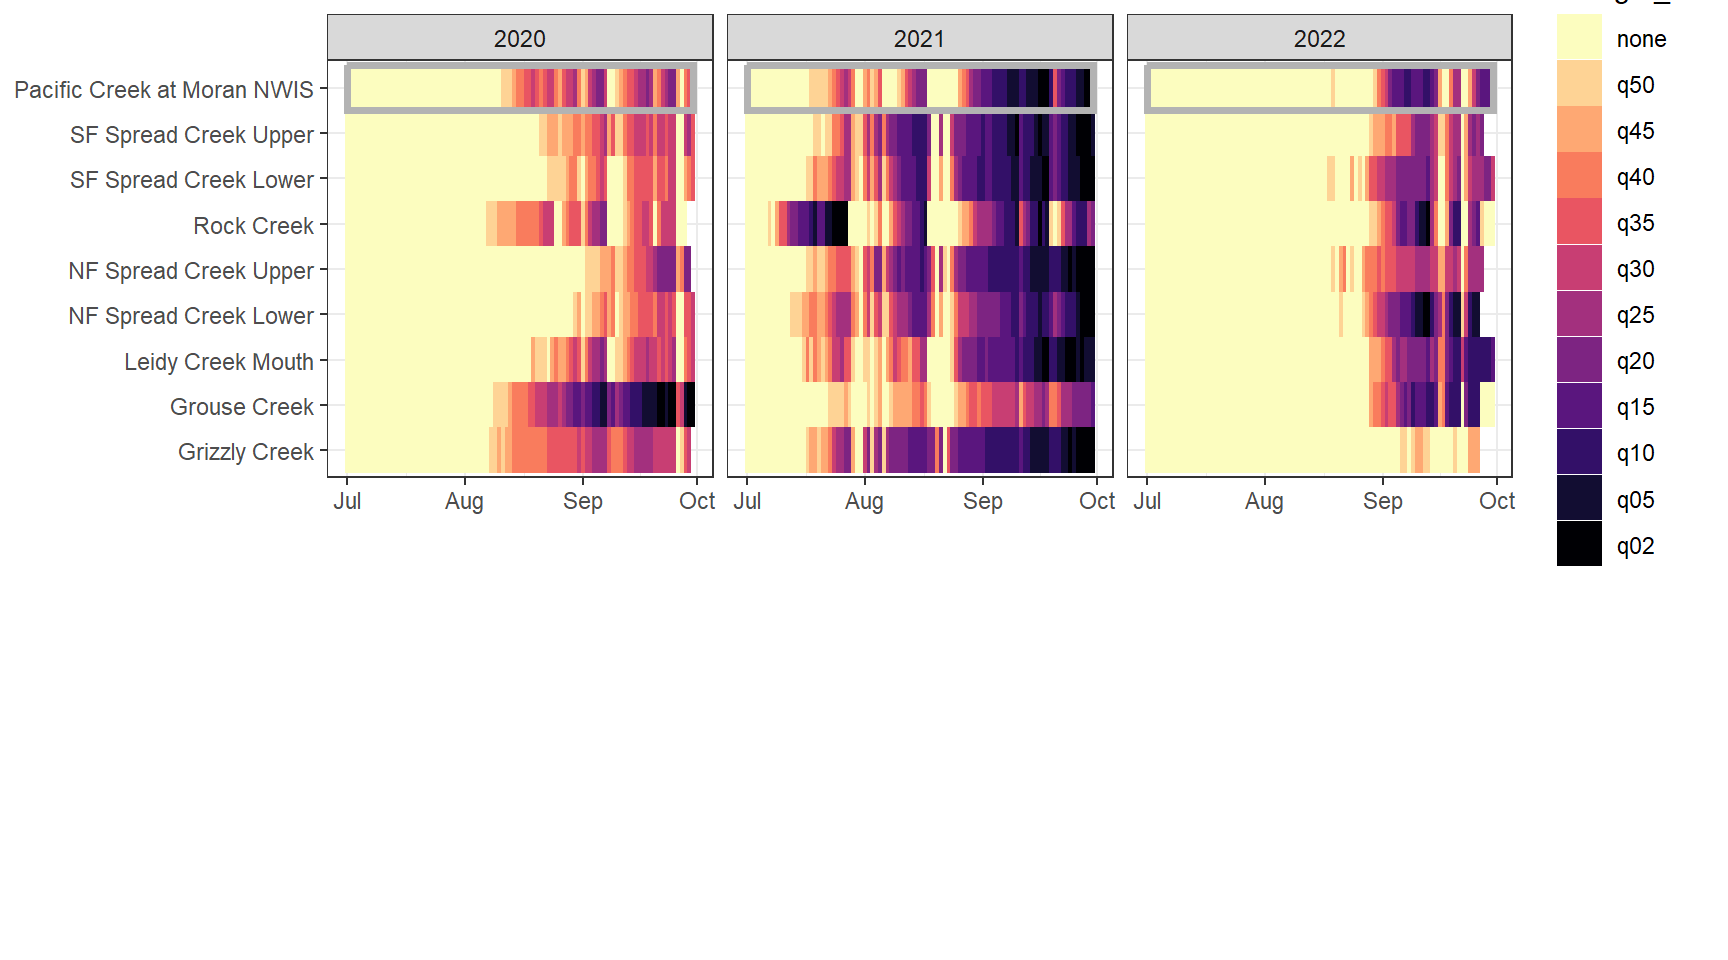 2020 2021 2022
Pacific Creek at Moran NWIS
SF Spread Creek Upper
SF Spread Creek Lower
Rock Creek
NF Spread Creek Upper
NF Spread Creek Lower
Leidy Creek Mouth
Grouse Creek
Grizzly Creek
Jul Aug Sep Oct Jul Aug Sep Oct Jul Aug Sep Oct
none
q50
q45
q40
q35
q30
q25
q20
q15
q10
q05
q02